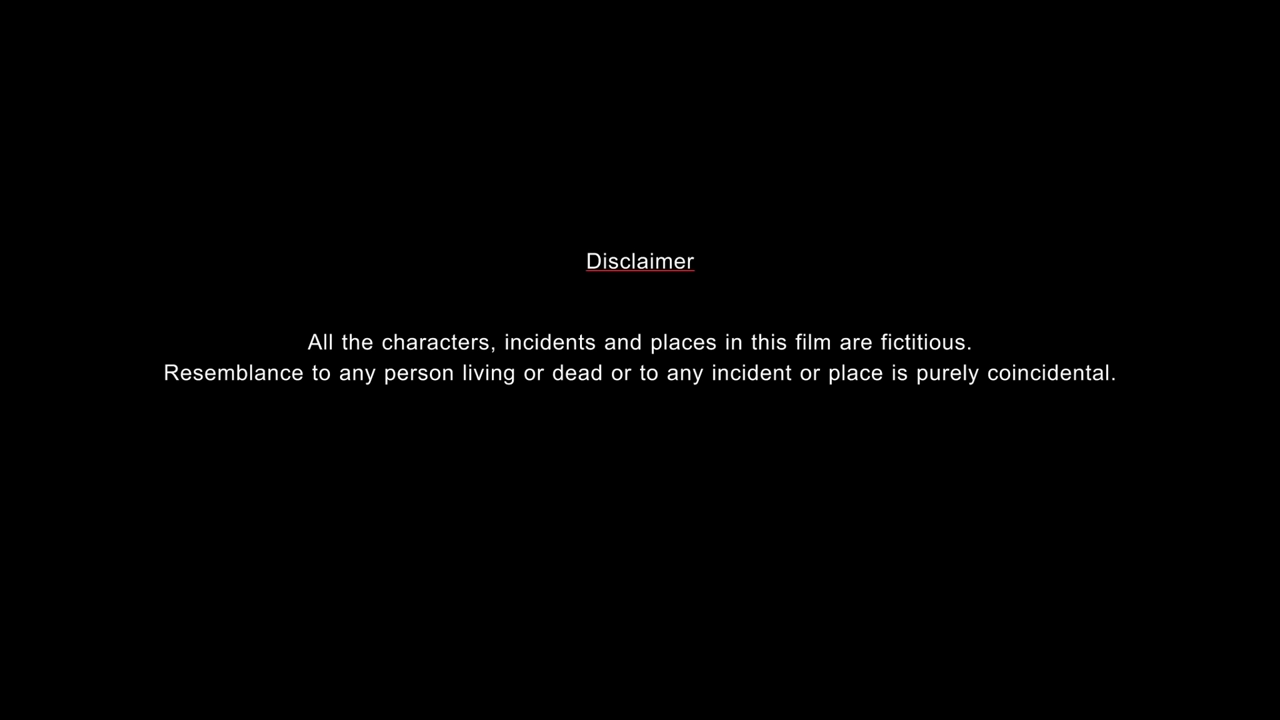 Disclaimer
All the characters, incidents and places in this film are fictitious.
Resemblance to any person living or dead or to any incident or place is purely coincidental.